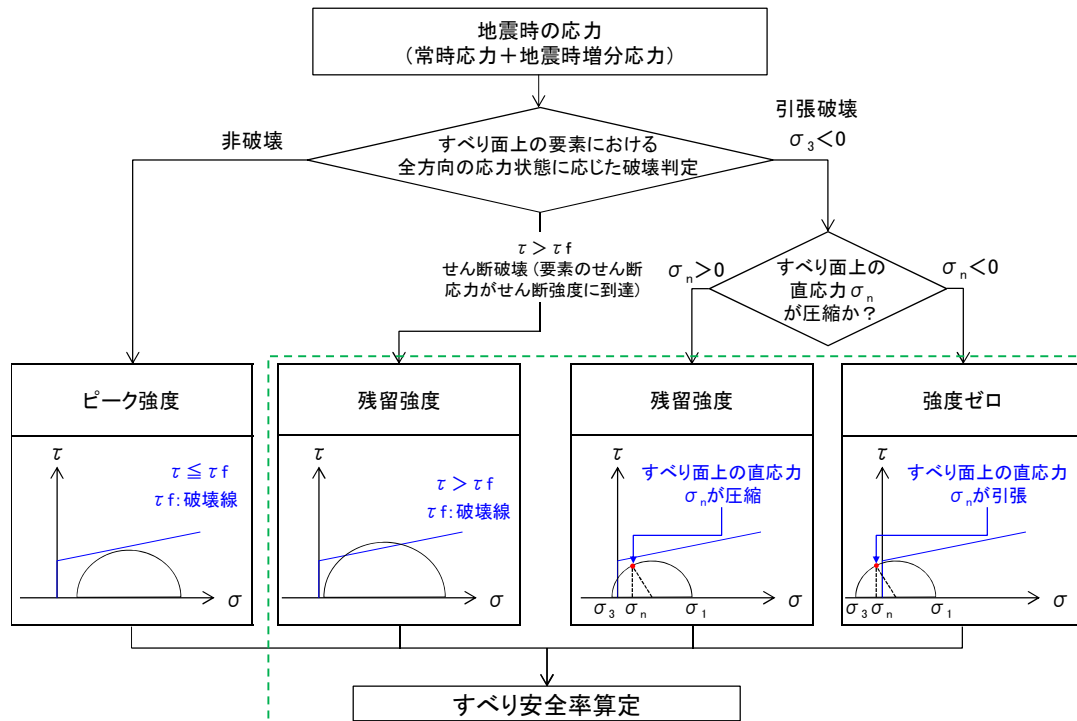 地震時の応力
（常時応力＋地震時増分応力）
非破壊
すべり面上の要素における
全方向の応力状態に応じた破壊判定
引張破壊
σ3＜0
τ＞τf
せん断破壊（要素のせん断
応力がせん断強度に到達）
σn＞0
すべり面上の
直応力σn
が圧縮か？
σn＜0
ピーク強度
τ
τ≦τf
τf：破壊線
σ
残留強度
τ
τ＞τf
τf：破壊線
σ
残留強度
τ
すべり面上の直応力
σnが圧縮
σ3 σn σ1 σ
強度ゼロ
τ
すべり面上の直応力
σnが引張
σ3 σn σ1 σ
すべり安全率算定